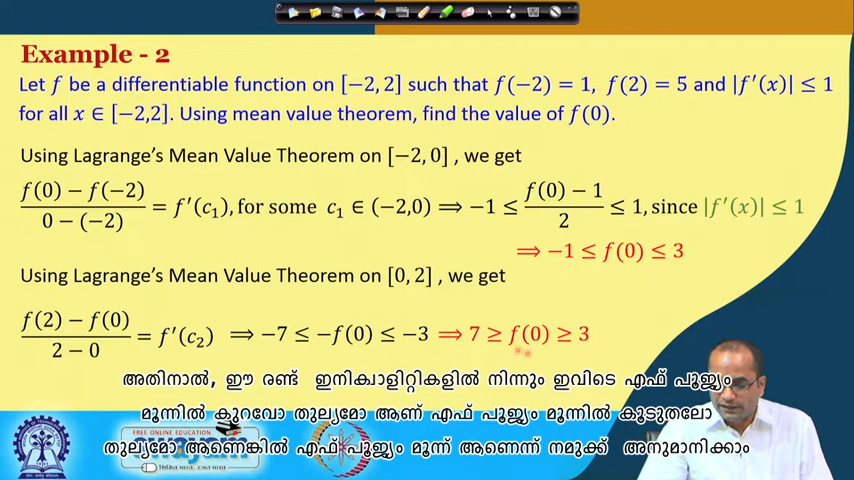 Example - 2
Let f be a differentiable function on [−2, 2] such that f(−2) = 1, f(2) = 5 and |f′(x)| ≤ 1
for all x ∈ [−2,2]. Using mean value theorem, find the value of f(0).
Using Lagrange’s Mean Value Theorem on [−2, 0] , we get
f(0) − f(−2) / 0 − (−2) = f′(c₁), for some c₁ ∈ (−2,0) ⟹ −1 ≤ f(0) − 1 / 2 ≤ 1, since |f′(x)| ≤ 1
⟹ −1 ≤ f(0) ≤ 3
Using Lagrange’s Mean Value Theorem on [0, 2] , we get
f(2) − f(0) / 2 − 0 = f′(c₂) ⟹ −7 ≤ −f(0) ≤ −3 ⟹ 7 ≥ f(0) ≥ 3
അതിനാൽ, ഈ രണ്ട് ഇനിക്വാളിറ്റികളിൽ നിന്നും ഇവിടെ എഫ് പൂജ്യം
മൂന്നിൽ കുറവോ തുല്യമോ ആണ് എഫ് പൂജ്യം മൂന്നിൽ കൂടുതലോ
തുല്യമോ ആണെങ്കിൽ എഫ് പൂജ്യം മൂന്ന് ആണെന്ന് നമുക്ക് അനുമാനിക്കാം
FREE ONLINE EDUCATION
swayam